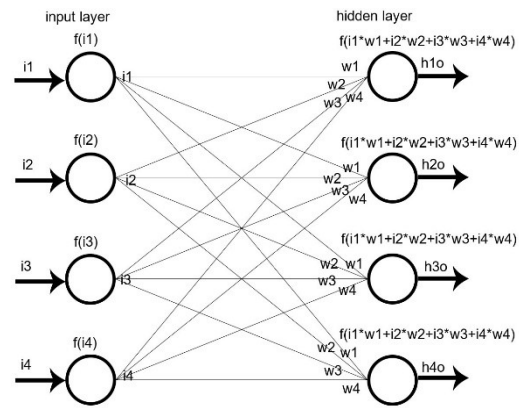 input layer
hidden layer
f(i1)
f(i1*w1+i2*w2+i3*w3+i4*w4)
i1
i1
w1
w2
w3
w4
h1o
f(i2)
f(i1*w1+i2*w2+i3*w3+i4*w4)
i2
i2
w1
w2
w3
w4
h2o
f(i3)
f(i1*w1+i2*w2+i3*w3+i4*w4)
i3
i3
w2
w1
w3
w4
h3o
f(i4)
f(i1*w1+i2*w2+i3*w3+i4*w4)
i4
i4
w2
w1
w3
w4
h4o